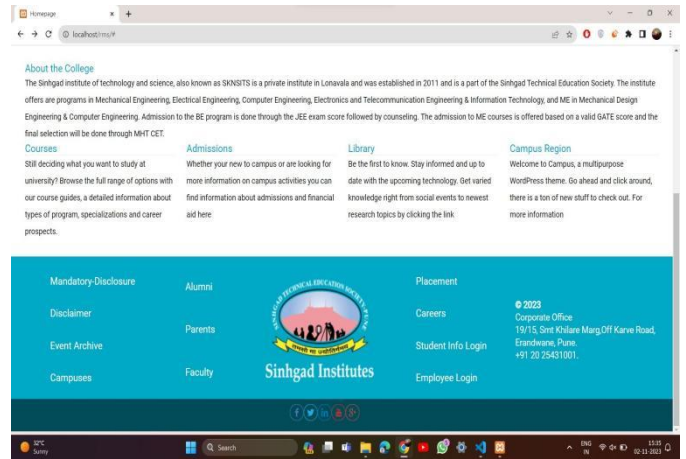 Homepage
localhost/rms/#
About the College
The Sinhgad institute of technology and science, also known as SKNSITS is a private institute in Lonavala and was established in 2011 and is a part of the Sinhgad Technical Education Society. The institute
offers are programs in Mechanical Engineering, Electrical Engineering, Computer Engineering, Electronics and Telecommunication Engineering & Information Technology, and ME in Mechanical Design
Engineering & Computer Engineering. Admission to the BE program is done through the JEE exam score followed by counseling. The admission to ME courses is offered based on a valid GATE score and the
final selection will be done through MHT CET.
Courses
Still deciding what you want to study at
university? Browse the full range of options with
our course guides, a detailed information about
types of program, specializations and career
prospects.
Admissions
Whether your new to campus or are looking for
more information on campus activities you can
find information about admissions and financial
aid here
Library
Be the first to know. Stay informed and up to
date with the upcoming technology. Get varied
knowledge right from social events to newest
research topics by clicking the link
Campus Region
Welcome to Campus, a multipurpose
WordPress theme. Go ahead and click around,
there is a ton of new stuff to check out. For
more information
Mandatory-Disclosure
Disclaimer
Event Archive
Campuses
Alumni
Parents
Faculty
SINHGAD TECHNICAL EDUCATION SOCIETY, PUNE
Sinhgad Institutes
Placement
Careers
Student Info Login
Employee Login
© 2023
Corporate Office
19/15, Smt Khilare Marg,Off Karve Road,
Erandwane, Pune.
+91 20 25431001.
32°C
Sunny
Search
ENG
IN
15:15
02-11-2023